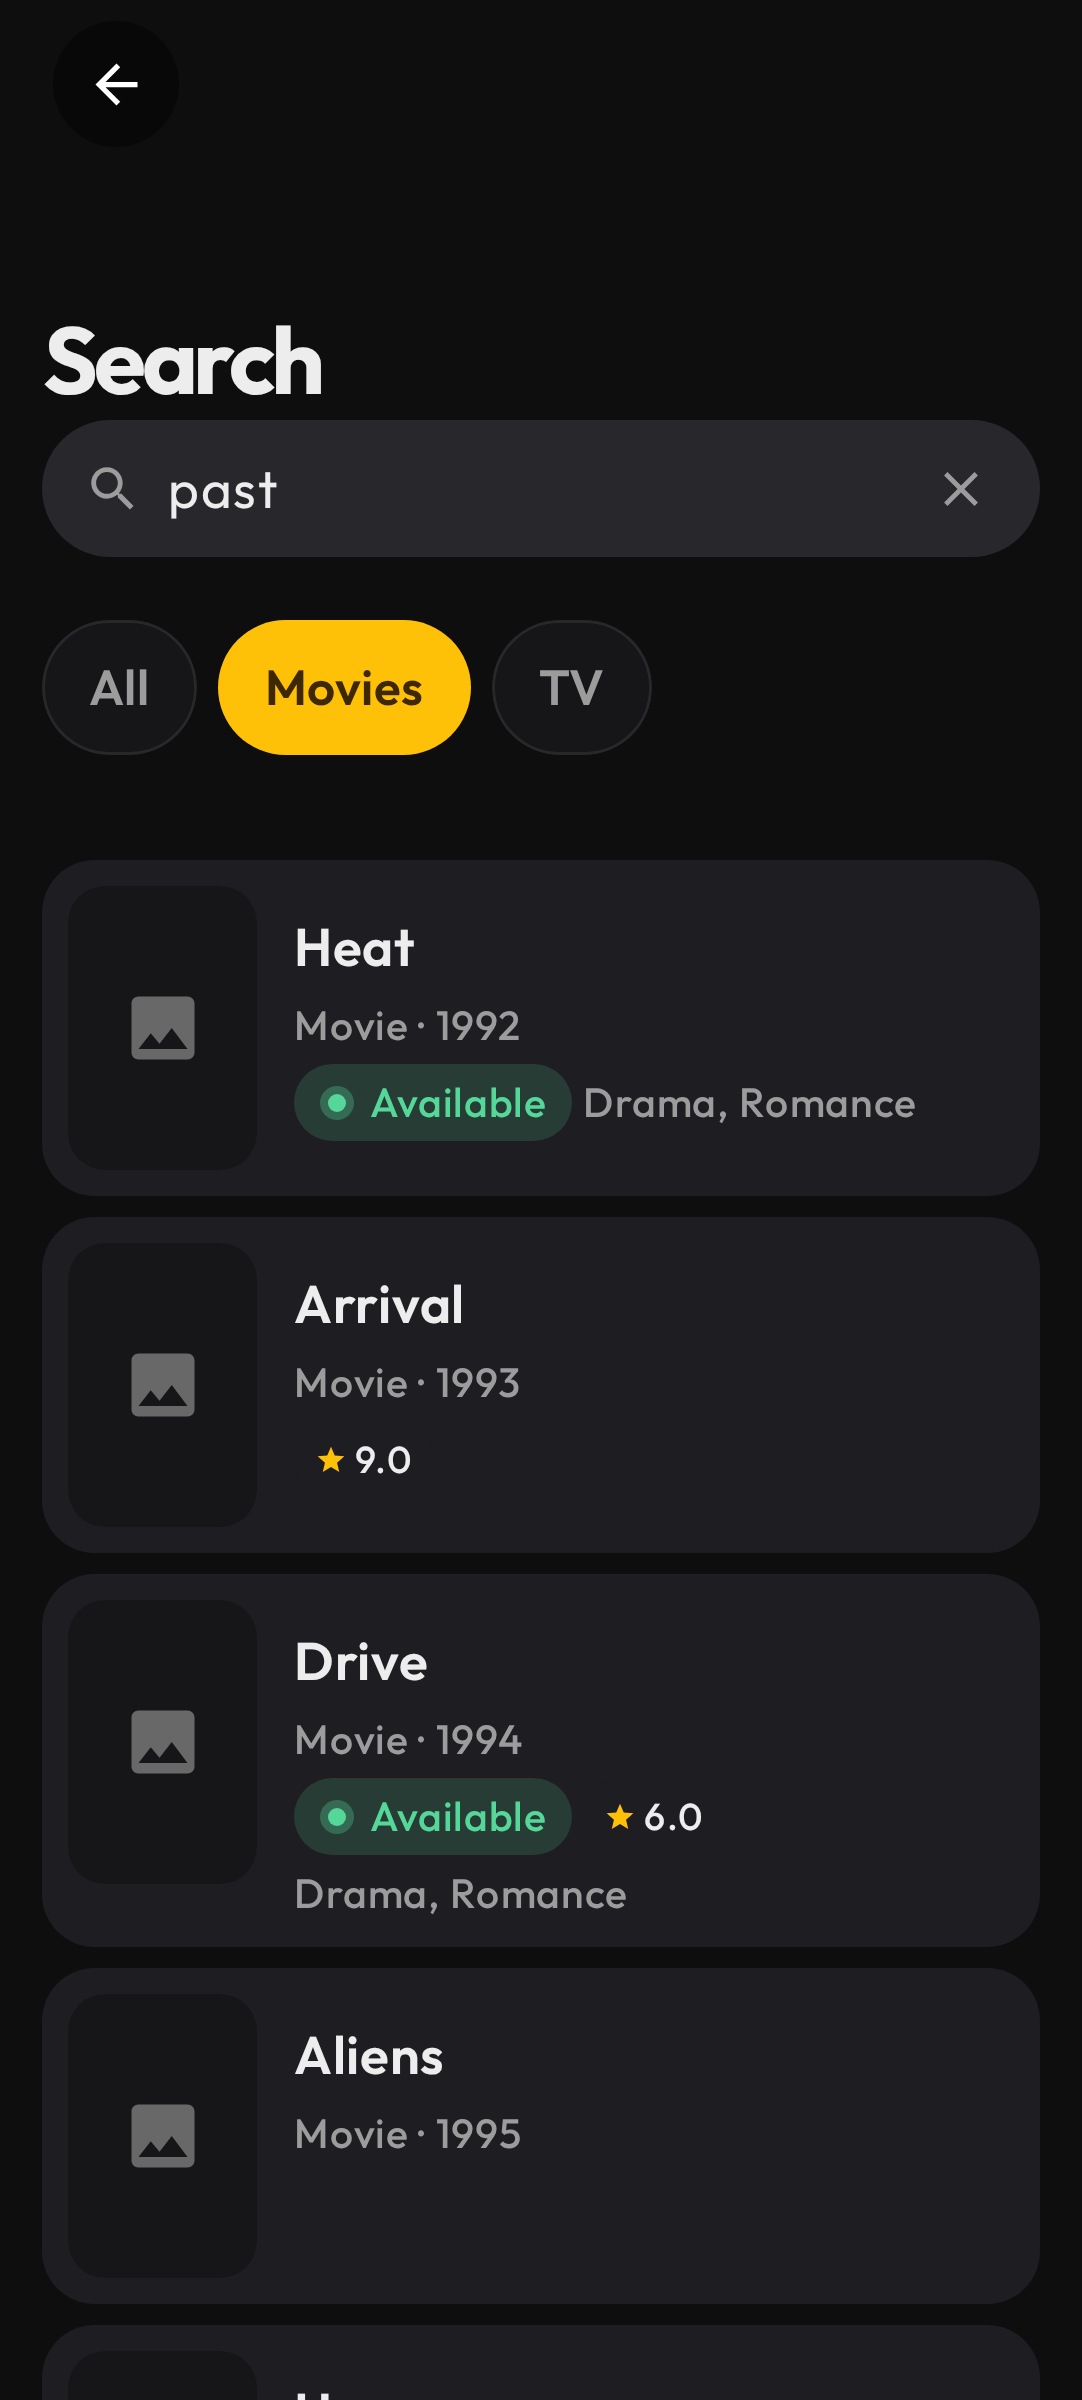 Search
past
All Movies TV
Heat
Movie · 1992
Available Drama, Romance
Arrival
Movie · 1993
9.0
Drive
Movie · 1994
Available 6.0
Drama, Romance
Aliens
Movie · 1995